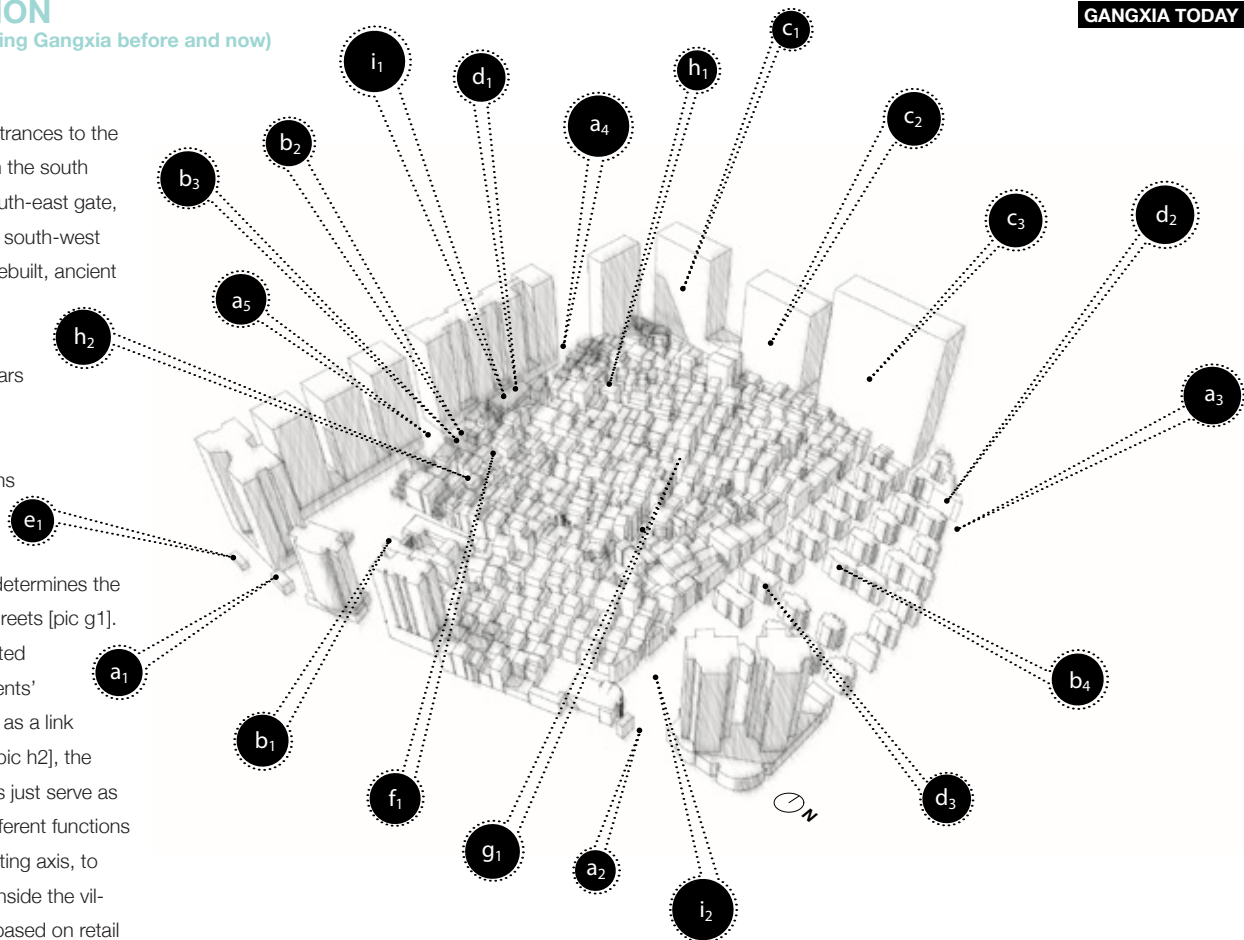 ION
ing Gangxia before and now)
GANGXIA TODAY
trances to the
the south
uth-east gate,
south-west
ebuilt, ancient
ars
ns
determines the
reets [pic g1].
ted
ents’
as a link
pic h2], the
s just serve as
ferent functions
ting axis, to
nside the vil-
based on retail
c1
i1
d1
h1
a4
c2
b2
b3
d2
c3
a5
h2
a3
e1
a1
b4
b1
f1
d3
g1
a2
i2
N